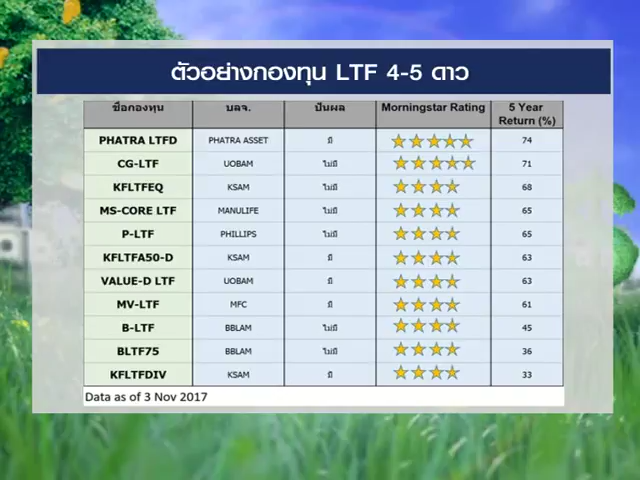 ตัวอย่างกองทุน LTF 4-5 ดาว
ชื่อกองทุน บลจ. ปันผล Morningstar Rating 5 Year Return (%)
PHATRA LTFD PHATRA ASSET มี 74
CG-LTF UOBAM ไม่มี 71
KFLTFEQ KSAM ไม่มี 68
MS-CORE LTF MANULIFE ไม่มี 65
P-LTF PHILLIPS ไม่มี 65
KFLTFA50-D KSAM มี 63
VALUE-D LTF UOBAM มี 63
MV-LTF MFC มี 61
B-LTF BBLAM ไม่มี 45
BLTF75 BBLAM ไม่มี 36
KFLTFDIV KSAM มี 33
Data as of 3 Nov 2017